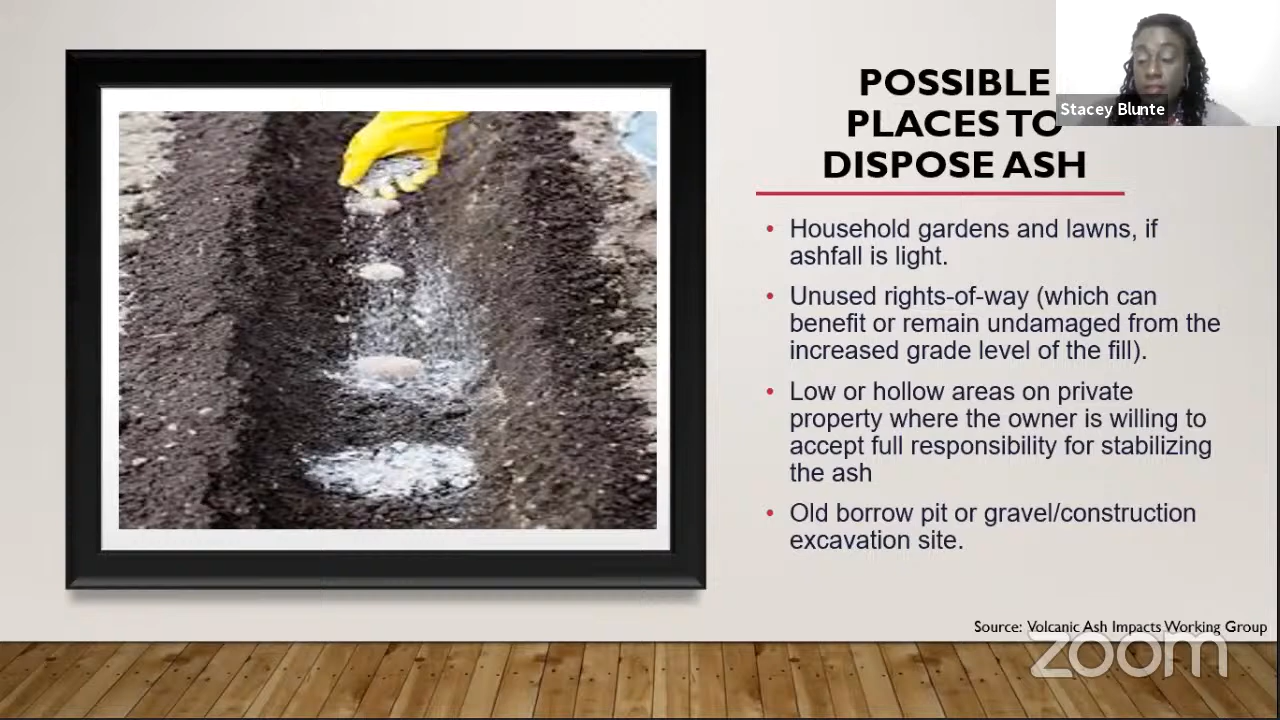 POSSIBLE
PLACES TO
DISPOSE ASH
Stacey Blunte
• Household gardens and lawns, if
ashfall is light.
• Unused rights-of-way (which can
benefit or remain undamaged from the
increased grade level of the fill).
• Low or hollow areas on private
property where the owner is willing to
accept full responsibility for stabilizing
the ash
• Old borrow pit or gravel/construction
excavation site.
Source: Volcanic Ash Impacts Working Group
zoom